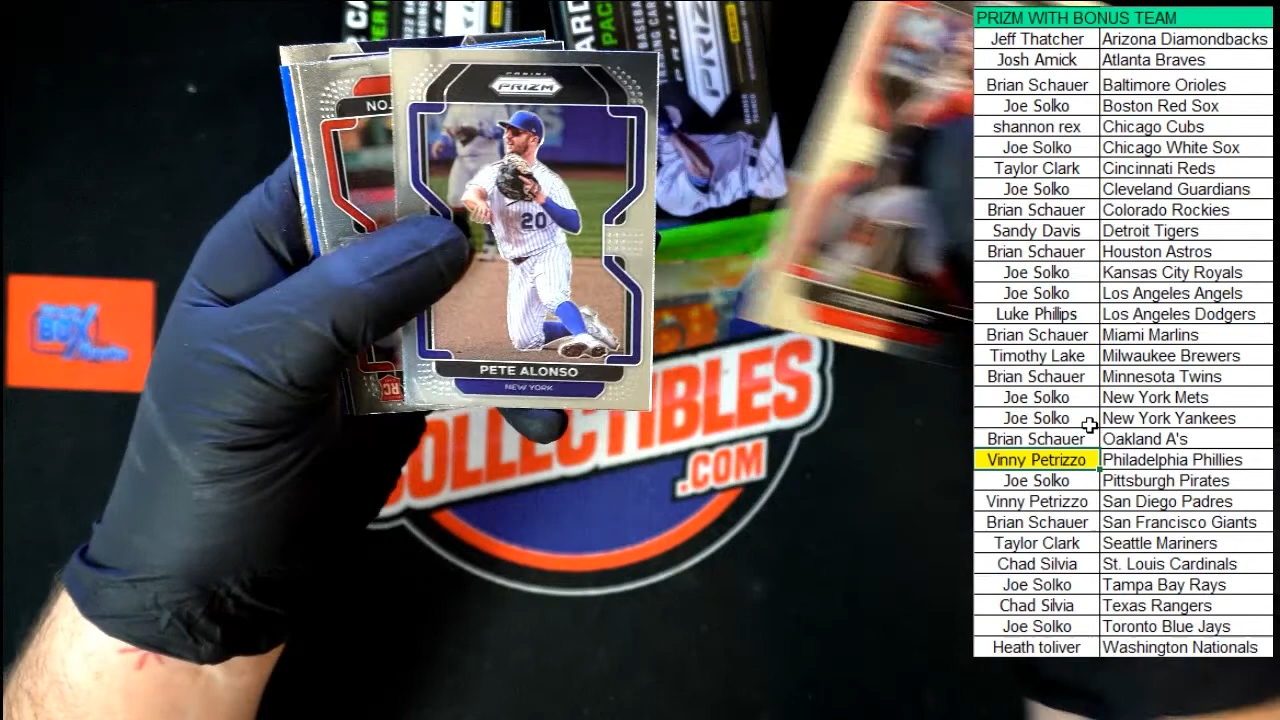 PRIZM WITH BONUS TEAM
Jeff Thatcher Arizona Diamondbacks
Josh Amick Atlanta Braves
Brian Schauer Baltimore Orioles
Joe Solko Boston Red Sox
shannon rex Chicago Cubs
Joe Solko Chicago White Sox
Taylor Clark Cincinnati Reds
Joe Solko Cleveland Guardians
Brian Schauer Colorado Rockies
Sandy Davis Detroit Tigers
Brian Schauer Houston Astros
Joe Solko Kansas City Royals
Joe Solko Los Angeles Angels
Luke Philips Los Angeles Dodgers
Brian Schauer Miami Marlins
Timothy Lake Milwaukee Brewers
Brian Schauer Minnesota Twins
Joe Solko New York Mets
Joe Solko New York Yankees
Brian Schauer Oakland A's
Vinny Petrizzo Philadelphia Phillies
Joe Solko Pittsburgh Pirates
Vinny Petrizzo San Diego Padres
Brian Schauer San Francisco Giants
Taylor Clark Seattle Mariners
Chad Silvia St. Louis Cardinals
Joe Solko Tampa Bay Rays
Chad Silvia Texas Rangers
Joe Solko Toronto Blue Jays
Heath toliver Washington Nationals
PANINI
PRIZM
20
PETE ALONSO
NEW YORK
RC
PRIZM
BOX
COLLECTIBLES
.COM